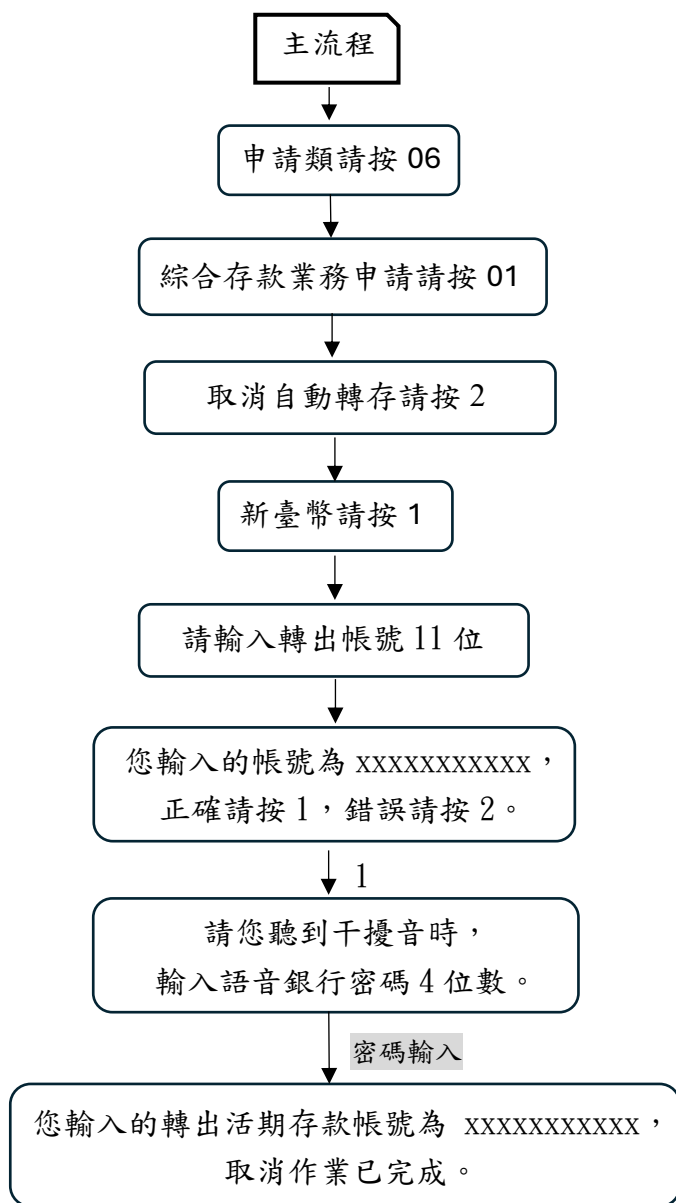 主流程
申請類請按 06
綜合存款業務申請請按 01
取消自動轉存請按 2
新臺幣請按 1
請輸入轉出帳號 11 位
您輸入的帳號為 xxxxxxxxxxx，
正確請按 1，錯誤請按 2。
1
請您聽到干擾音時，
輸入語音銀行密碼 4 位數。
密碼輸入
您輸入的轉出活期存款帳號為 xxxxxxxxxxx，
取消作業已完成。